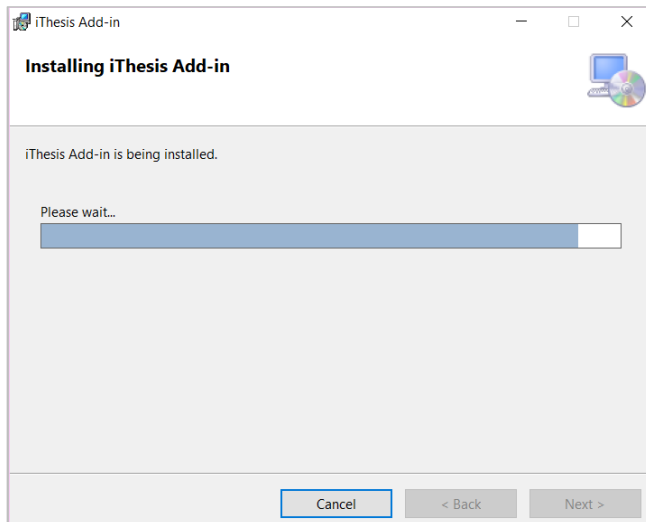 iThesis Add-in
Installing iThesis Add-in
iThesis Add-in is being installed.
Please wait...
Cancel
< Back
Next >